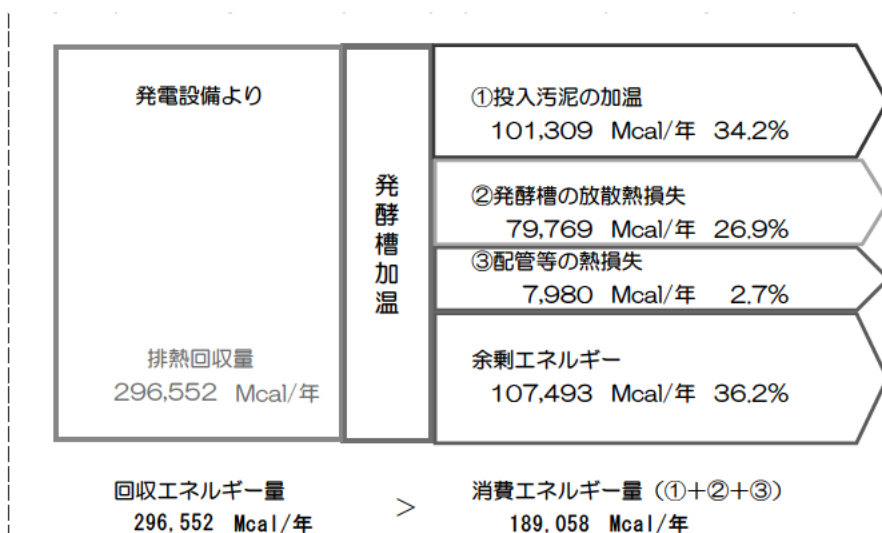 発電設備より
排熱回収量
296,552 Mcal/年
発酵槽加温
①投入汚泥の加温
101,309 Mcal/年 34.2%
②発酵槽の放散熱損失
79,769 Mcal/年 26.9%
③配管等の熱損失
7,980 Mcal/年 2.7%
余剰エネルギー
107,493 Mcal/年 36.2%
回収エネルギー量
296,552 Mcal/年
>
消費エネルギー量(①+②+③)
189,058 Mcal/年